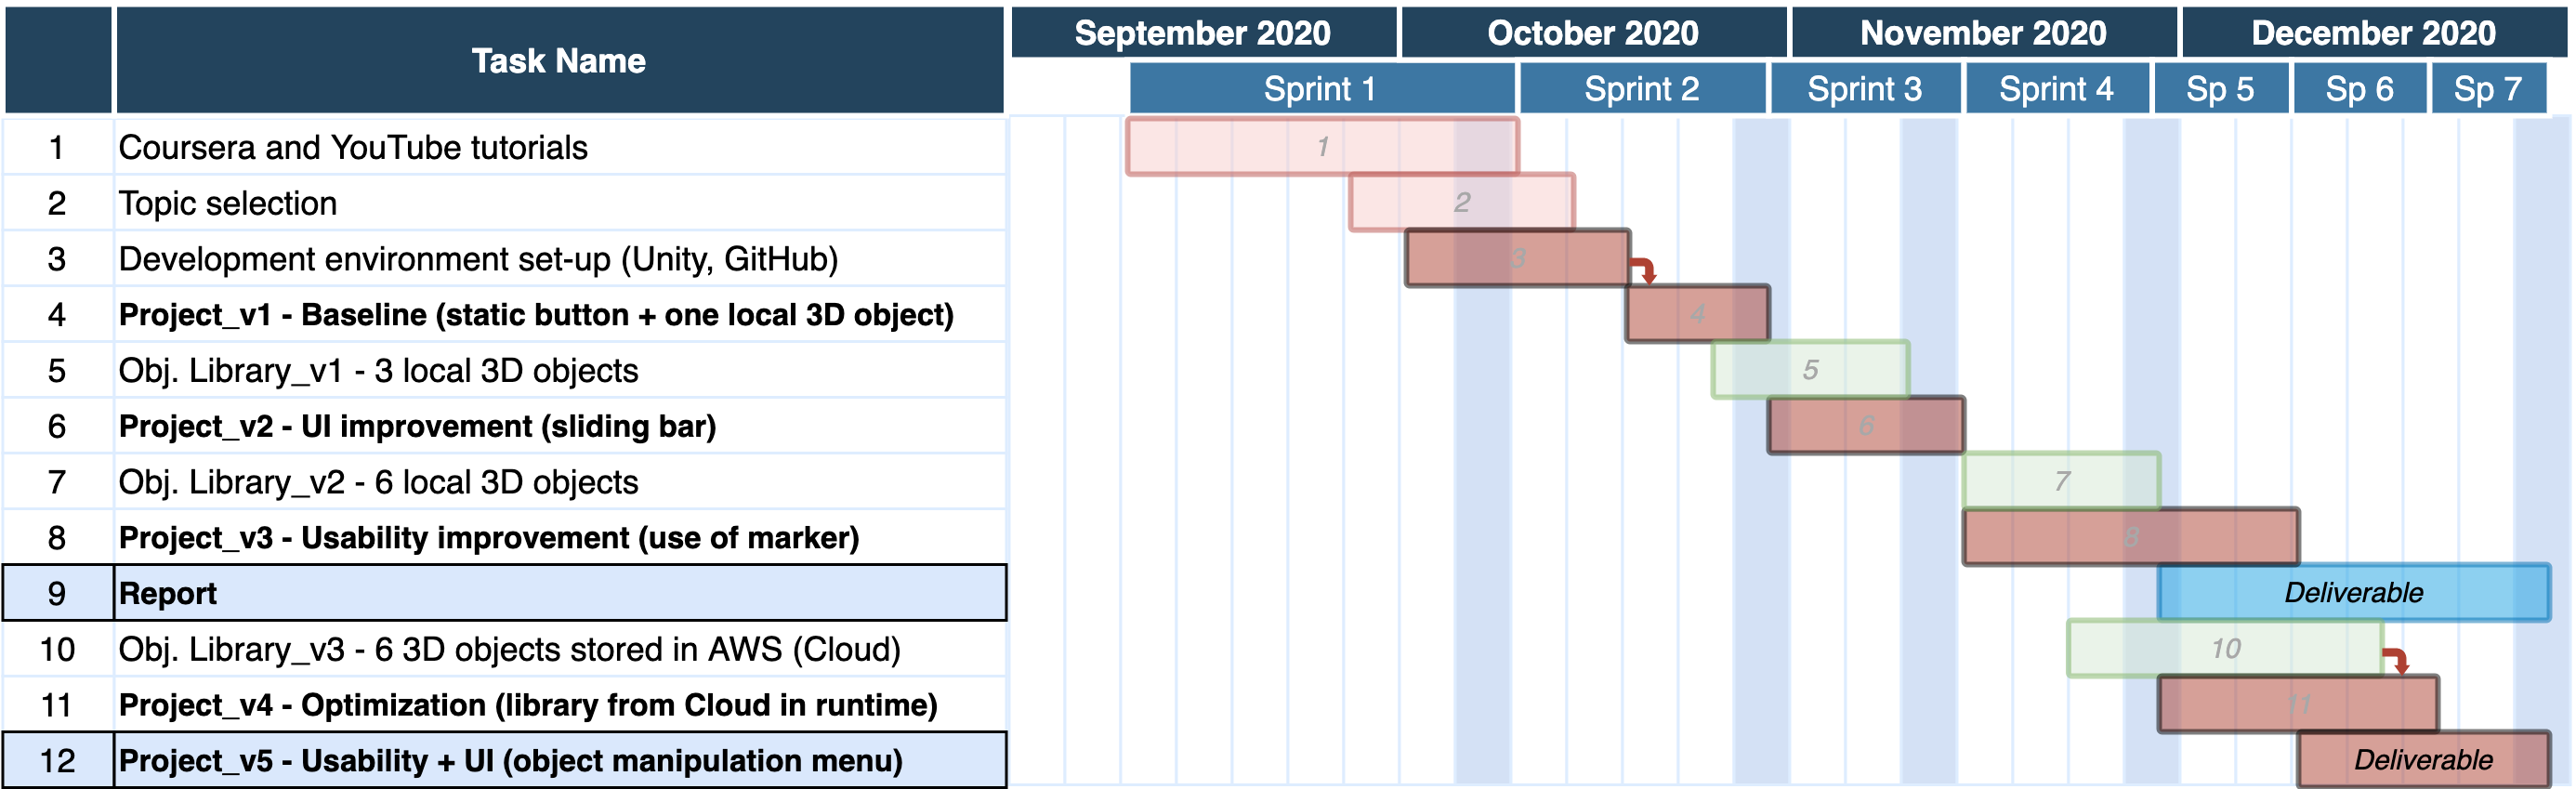 Task Name
September 2020 October 2020 November 2020 December 2020
Sprint 1 Sprint 2 Sprint 3 Sprint 4 Sp 5 Sp 6 Sp 7
1 Coursera and YouTube tutorials 1
2 Topic selection 2
3 Development environment set-up (Unity, GitHub) 3
4 Project_v1 - Baseline (static button + one local 3D object) 4
5 Obj. Library_v1 - 3 local 3D objects 5
6 Project_v2 - UI improvement (sliding bar) 6
7 Obj. Library_v2 - 6 local 3D objects 7
8 Project_v3 - Usability improvement (use of marker) 8
9 Report Deliverable
10 Obj. Library_v3 - 6 3D objects stored in AWS (Cloud) 10
11 Project_v4 - Optimization (library from Cloud in runtime) 11
12 Project_v5 - Usability + UI (object manipulation menu) Deliverable